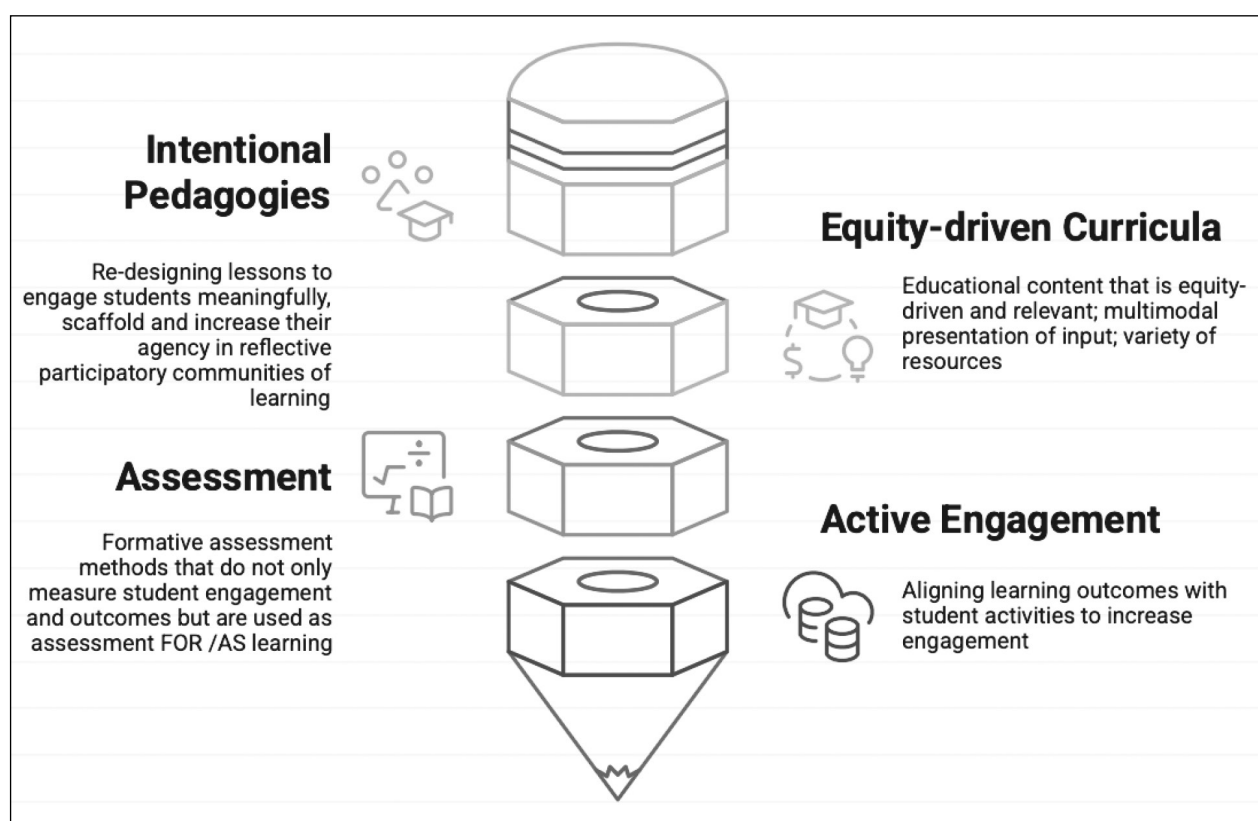 Intentional
Pedagogies
Re-designing lessons to
engage students meaningfully,
scaffold and increase their
agency in reflective
participatory communities of
learning
Equity-driven Curricula
Educational content that is equity-
driven and relevant; multimodal
presentation of input; variety of
resources
Assessment
Formative assessment
methods that do not only
measure student engagement
and outcomes but are used as
assessment FOR /AS learning
Active Engagement
Aligning learning outcomes with
student activities to increase
engagement